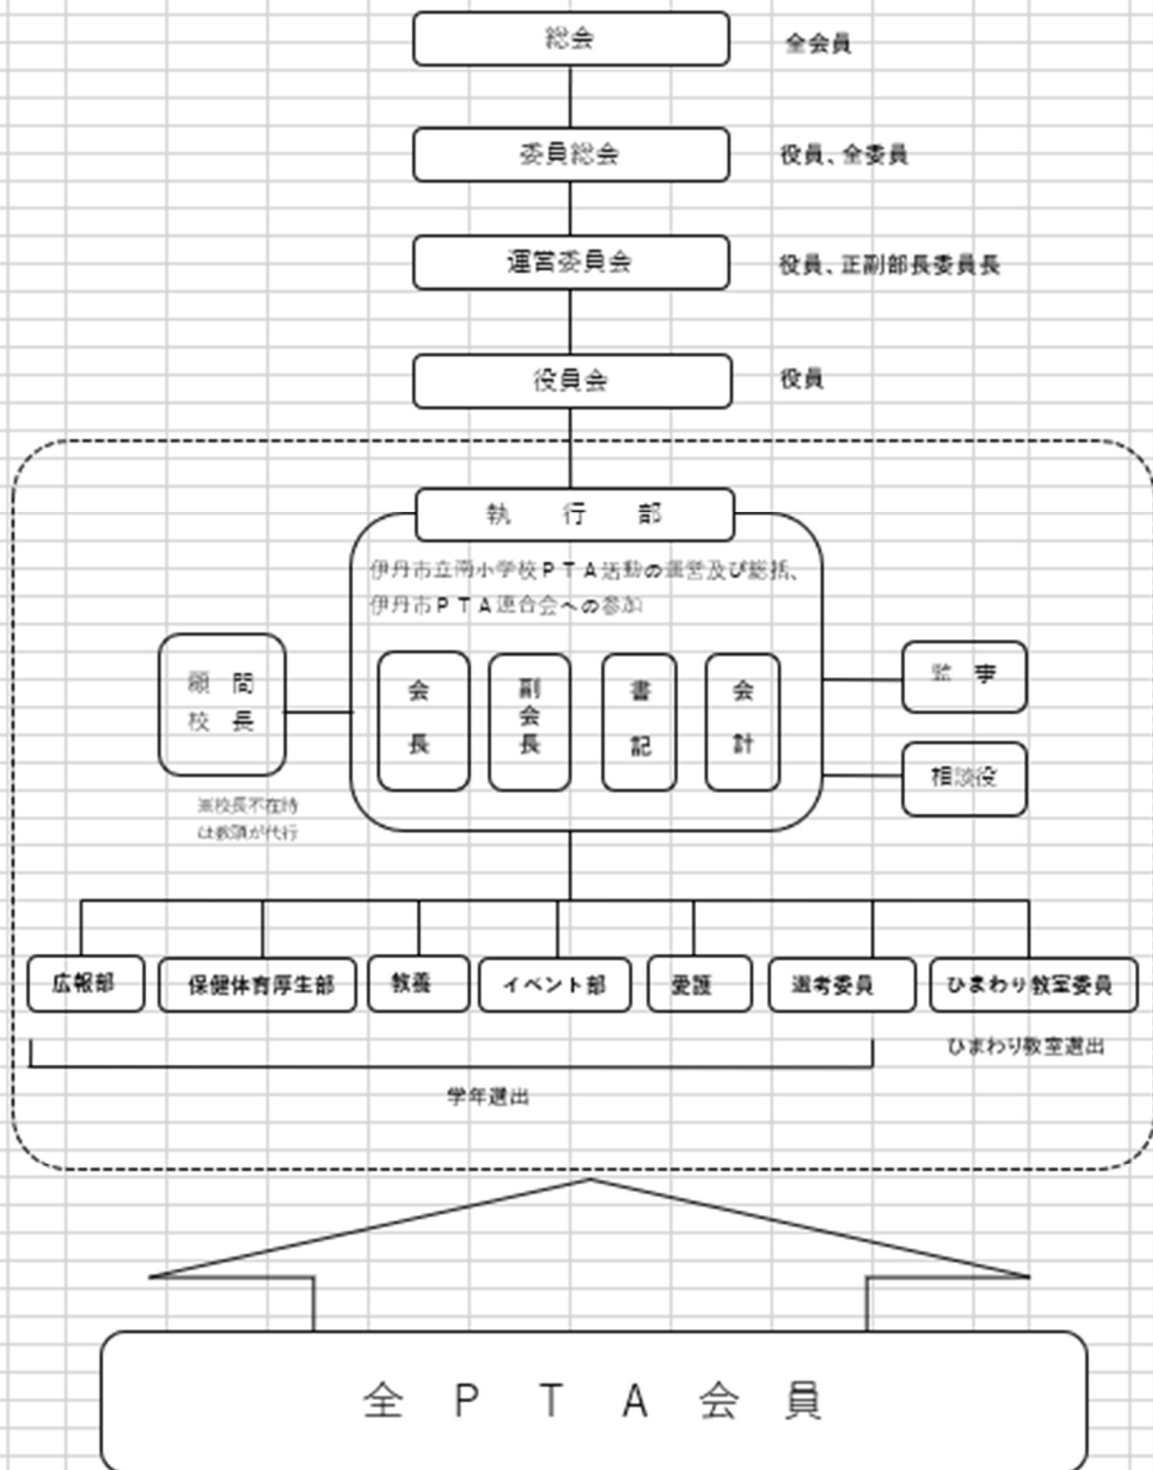 総会　全会員
委員総会　役員、全委員
運営委員会　役員、正副部長委員長
役員会　役員
執　行　部
伊丹市立南小学校ＰＴＡ活動の運営及び総括、
伊丹市ＰＴＡ連合会への参加
顧　問
校　長
※校長不在時
は教頭が代行
会長
副会長
書記
会計
監　事
相談役
広報部　保健体育厚生部　教養　イベント部　愛護　選考委員　ひまわり教室委員
ひまわり教室選出
学年選出
全ＰＴＡ会員